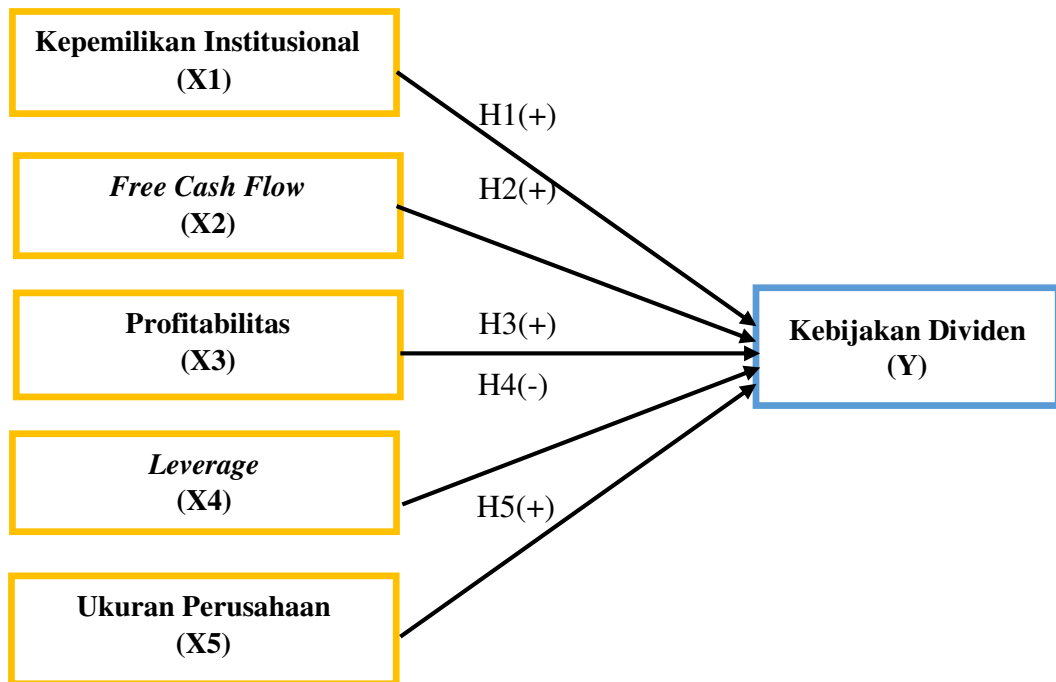 Kepemilikan Institusional
(X1)
H1(+)
Free Cash Flow
(X2)
H2(+)
Profitabilitas
(X3)
H3(+)
H4(-)
Kebijakan Dividen
(Y)
Leverage
(X4)
H5(+)
Ukuran Perusahaan
(X5)